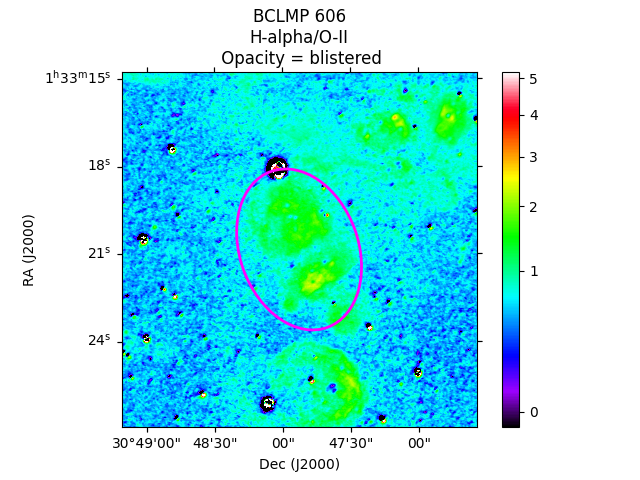 BCLMP 606
H-alpha/O-II
Opacity = blistered
1ʰ33ᵐ15ˢ
18ˢ
21ˢ
24ˢ
RA (J2000)
30°49'00" 48'30" 00" 47'30" 00"
Dec (J2000)
5
4
3
2
1
0